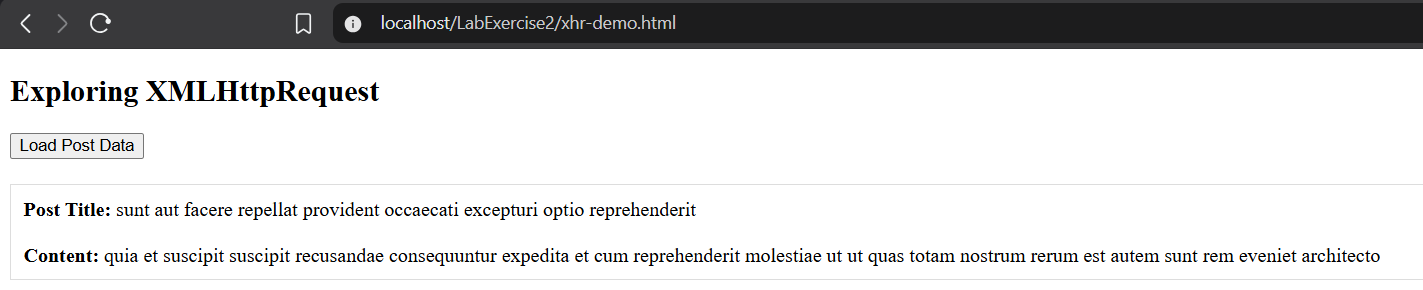 localhost/LabExercise2/xhr-demo.html
Exploring XMLHttpRequest
Load Post Data
Post Title: sunt aut facere repellat provident occaecati excepturi optio reprehenderit
Content: quia et suscipit suscipit recusandae consequuntur expedita et cum reprehenderit molestiae ut ut quas totam nostrum rerum est autem sunt rem eveniet architecto